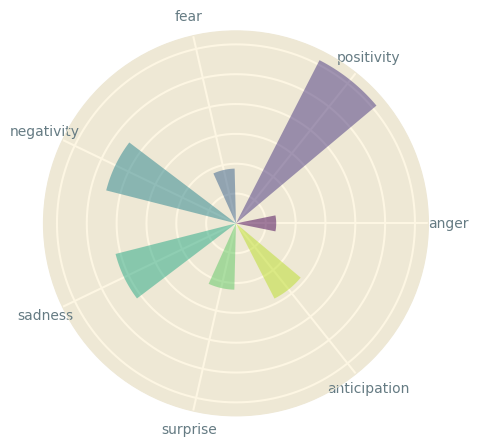 fear
positivity
negativity
anger
sadness
anticipation
surprise